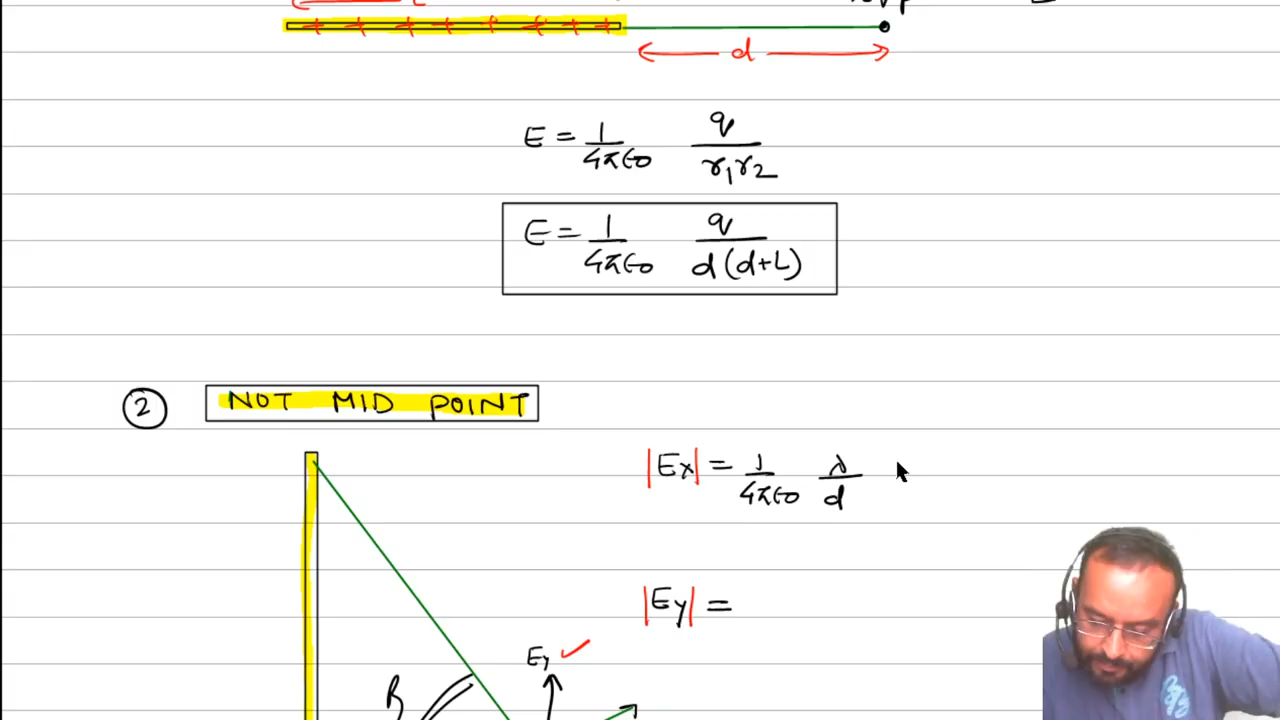 d
E = 1/4πϵ0 q/r1r2
E = 1/4πϵ0 q/d(d+L)
2 NOT MID POINT
|Ex| = 1/4πϵ0 λ/d
|Ey| =
Ey ✓
β